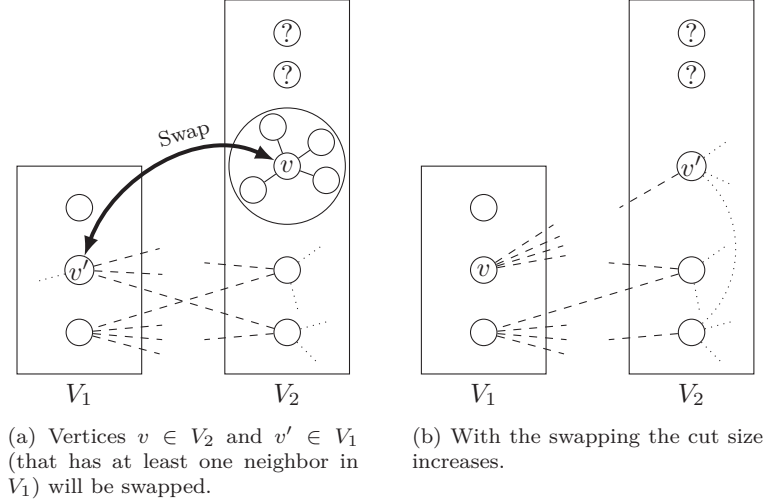 ?
?
Swap
v
v′
V₁
V₂
?
?
v′
v
V₁
V₂
(a) Vertices v ∈ V₂ and v′ ∈ V₁
(that has at least one neighbor in
V₁) will be swapped.
(b) With the swapping the cut size
increases.